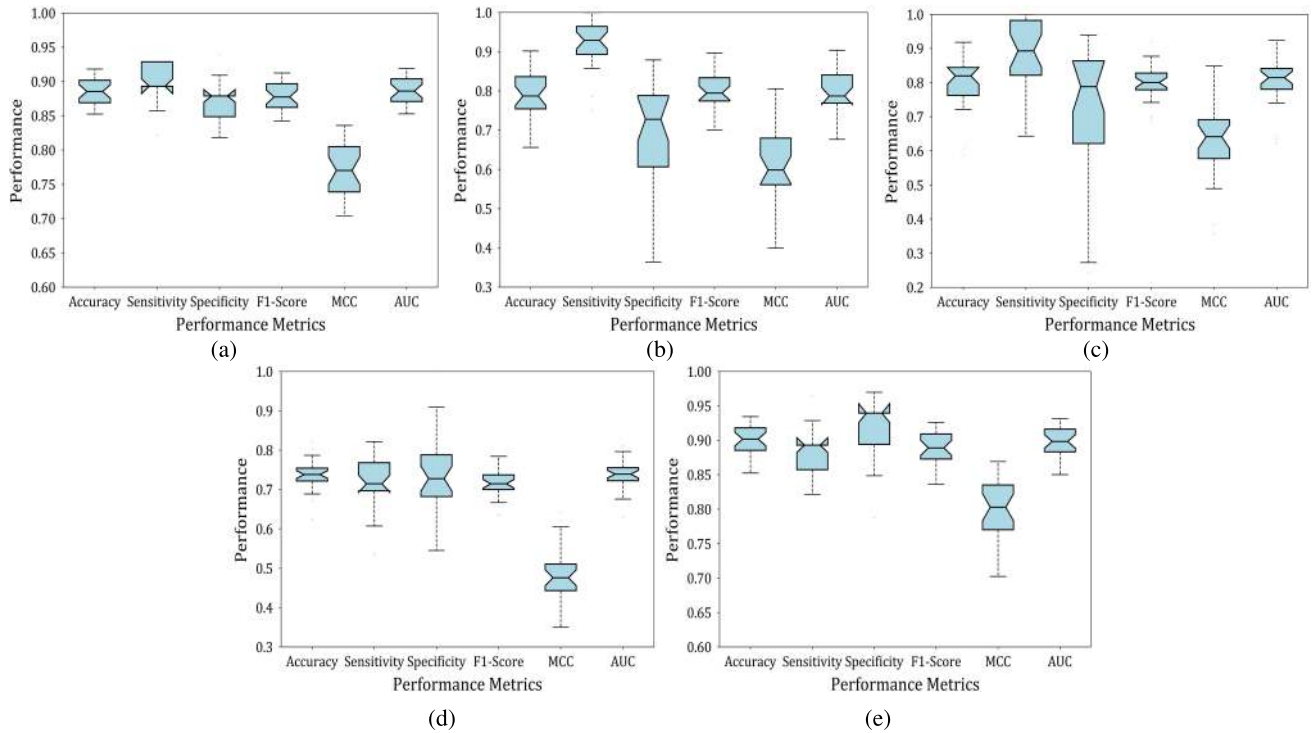 1.00
0.95
0.90
0.85
0.80
0.75
0.70
0.65
0.60
Performance
Accuracy Sensitivity Specificity F1-Score MCC AUC
Performance Metrics
(a)
1.0
0.9
0.8
0.7
0.6
0.5
0.4
0.3
Performance
Accuracy Sensitivity Specificity F1-Score MCC AUC
Performance Metrics
(b)
1.0
0.9
0.8
0.7
0.6
0.5
0.4
0.3
0.2
Performance
Accuracy Sensitivity Specificity F1-Score MCC AUC
Performance Metrics
(c)
1.0
0.9
0.8
0.7
0.6
0.5
0.4
0.3
Performance
Accuracy Sensitivity Specificity F1-Score MCC AUC
Performance Metrics
(d)
1.00
0.95
0.90
0.85
0.80
0.75
0.70
0.65
0.60
Performance
Accuracy Sensitivity Specificity F1-Score MCC AUC
Performance Metrics
(e)